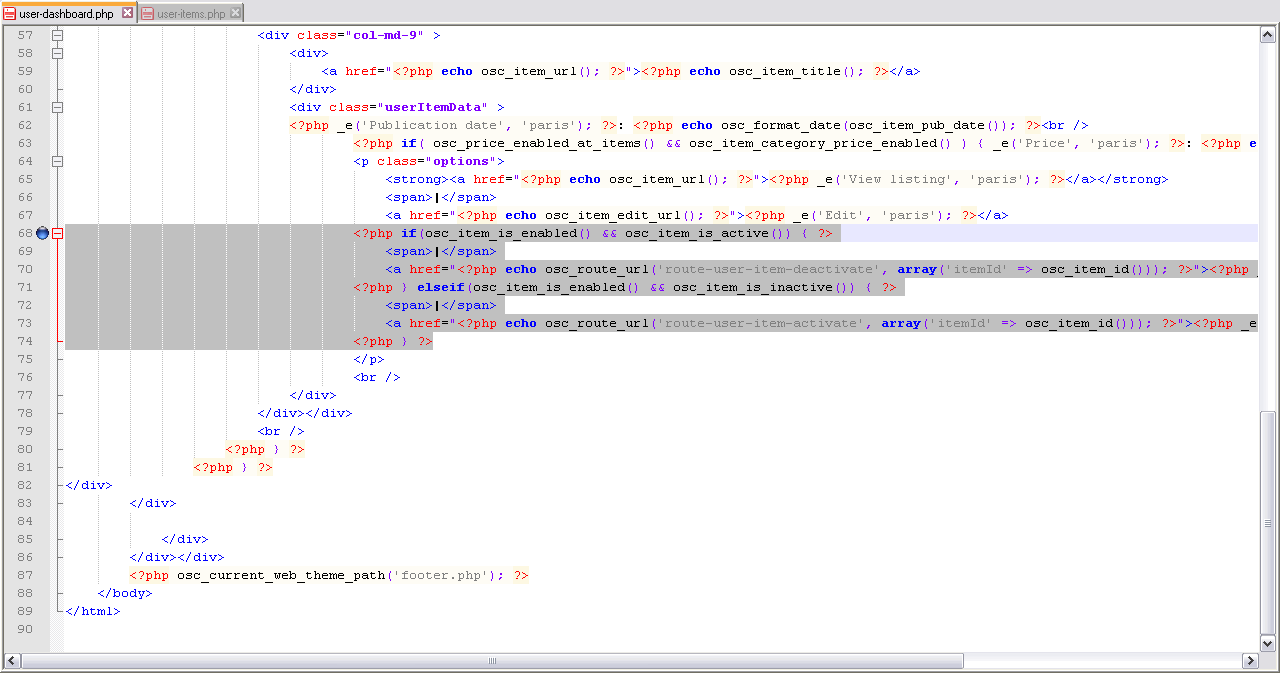 user-dashboard.php user-items.php
57 <div class="col-md-9" >
58 <div>
59 <a href="<?php echo osc_item_url(); ?>"><?php echo osc_item_title(); ?></a>
60 </div>
61 <div class="userItemData" >
62 <?php _e('Publication date', 'paris'); ?>: <?php echo osc_format_date(osc_item_pub_date()); ?><br />
63 <?php if( osc_price_enabled_at_items() && osc_item_category_price_enabled() ) { _e('Price', 'paris'); ?>: <?php e
64 <p class="options">
65 <strong><a href="<?php echo osc_item_url(); ?>"><?php _e('View listing', 'paris'); ?></a></strong>
66 <span>|</span>
67 <a href="<?php echo osc_item_edit_url(); ?>"><?php _e('Edit', 'paris'); ?></a>
68 <?php if(osc_item_is_enabled() && osc_item_is_active()) { ?>
69 <span>|</span>
70 <a href="<?php echo osc_route_url('route-user-item-deactivate', array('itemId' => osc_item_id())); ?>"><?php _
71 <?php } elseif(osc_item_is_enabled() && osc_item_is_inactive()) { ?>
72 <span>|</span>
73 <a href="<?php echo osc_route_url('route-user-item-activate', array('itemId' => osc_item_id())); ?>"><?php _e
74 <?php } ?>
75 </p>
76 <br />
77 </div>
78 </div></div>
79 <br />
80 <?php } ?>
81 <?php } ?>
82 </div>
83 </div>
84
85 </div>
86 </div></div>
87 <?php osc_current_web_theme_path('footer.php'); ?>
88 </body>
89 </html>
90